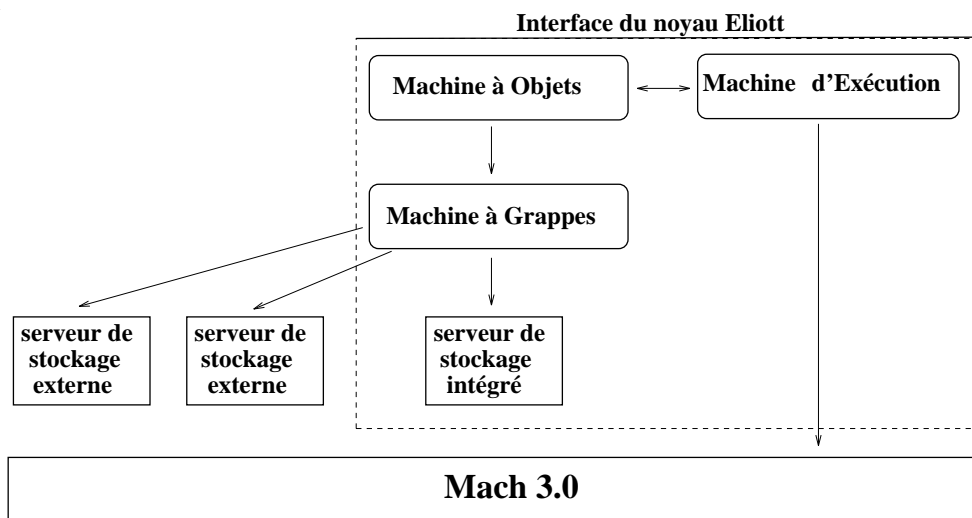 Interface du noyau Eliott
Machine à Objets
Machine d'Exécution
Machine à Grappes
serveur de
stockage
externe
serveur de
stockage
externe
serveur de
stockage
intégré
Mach 3.0